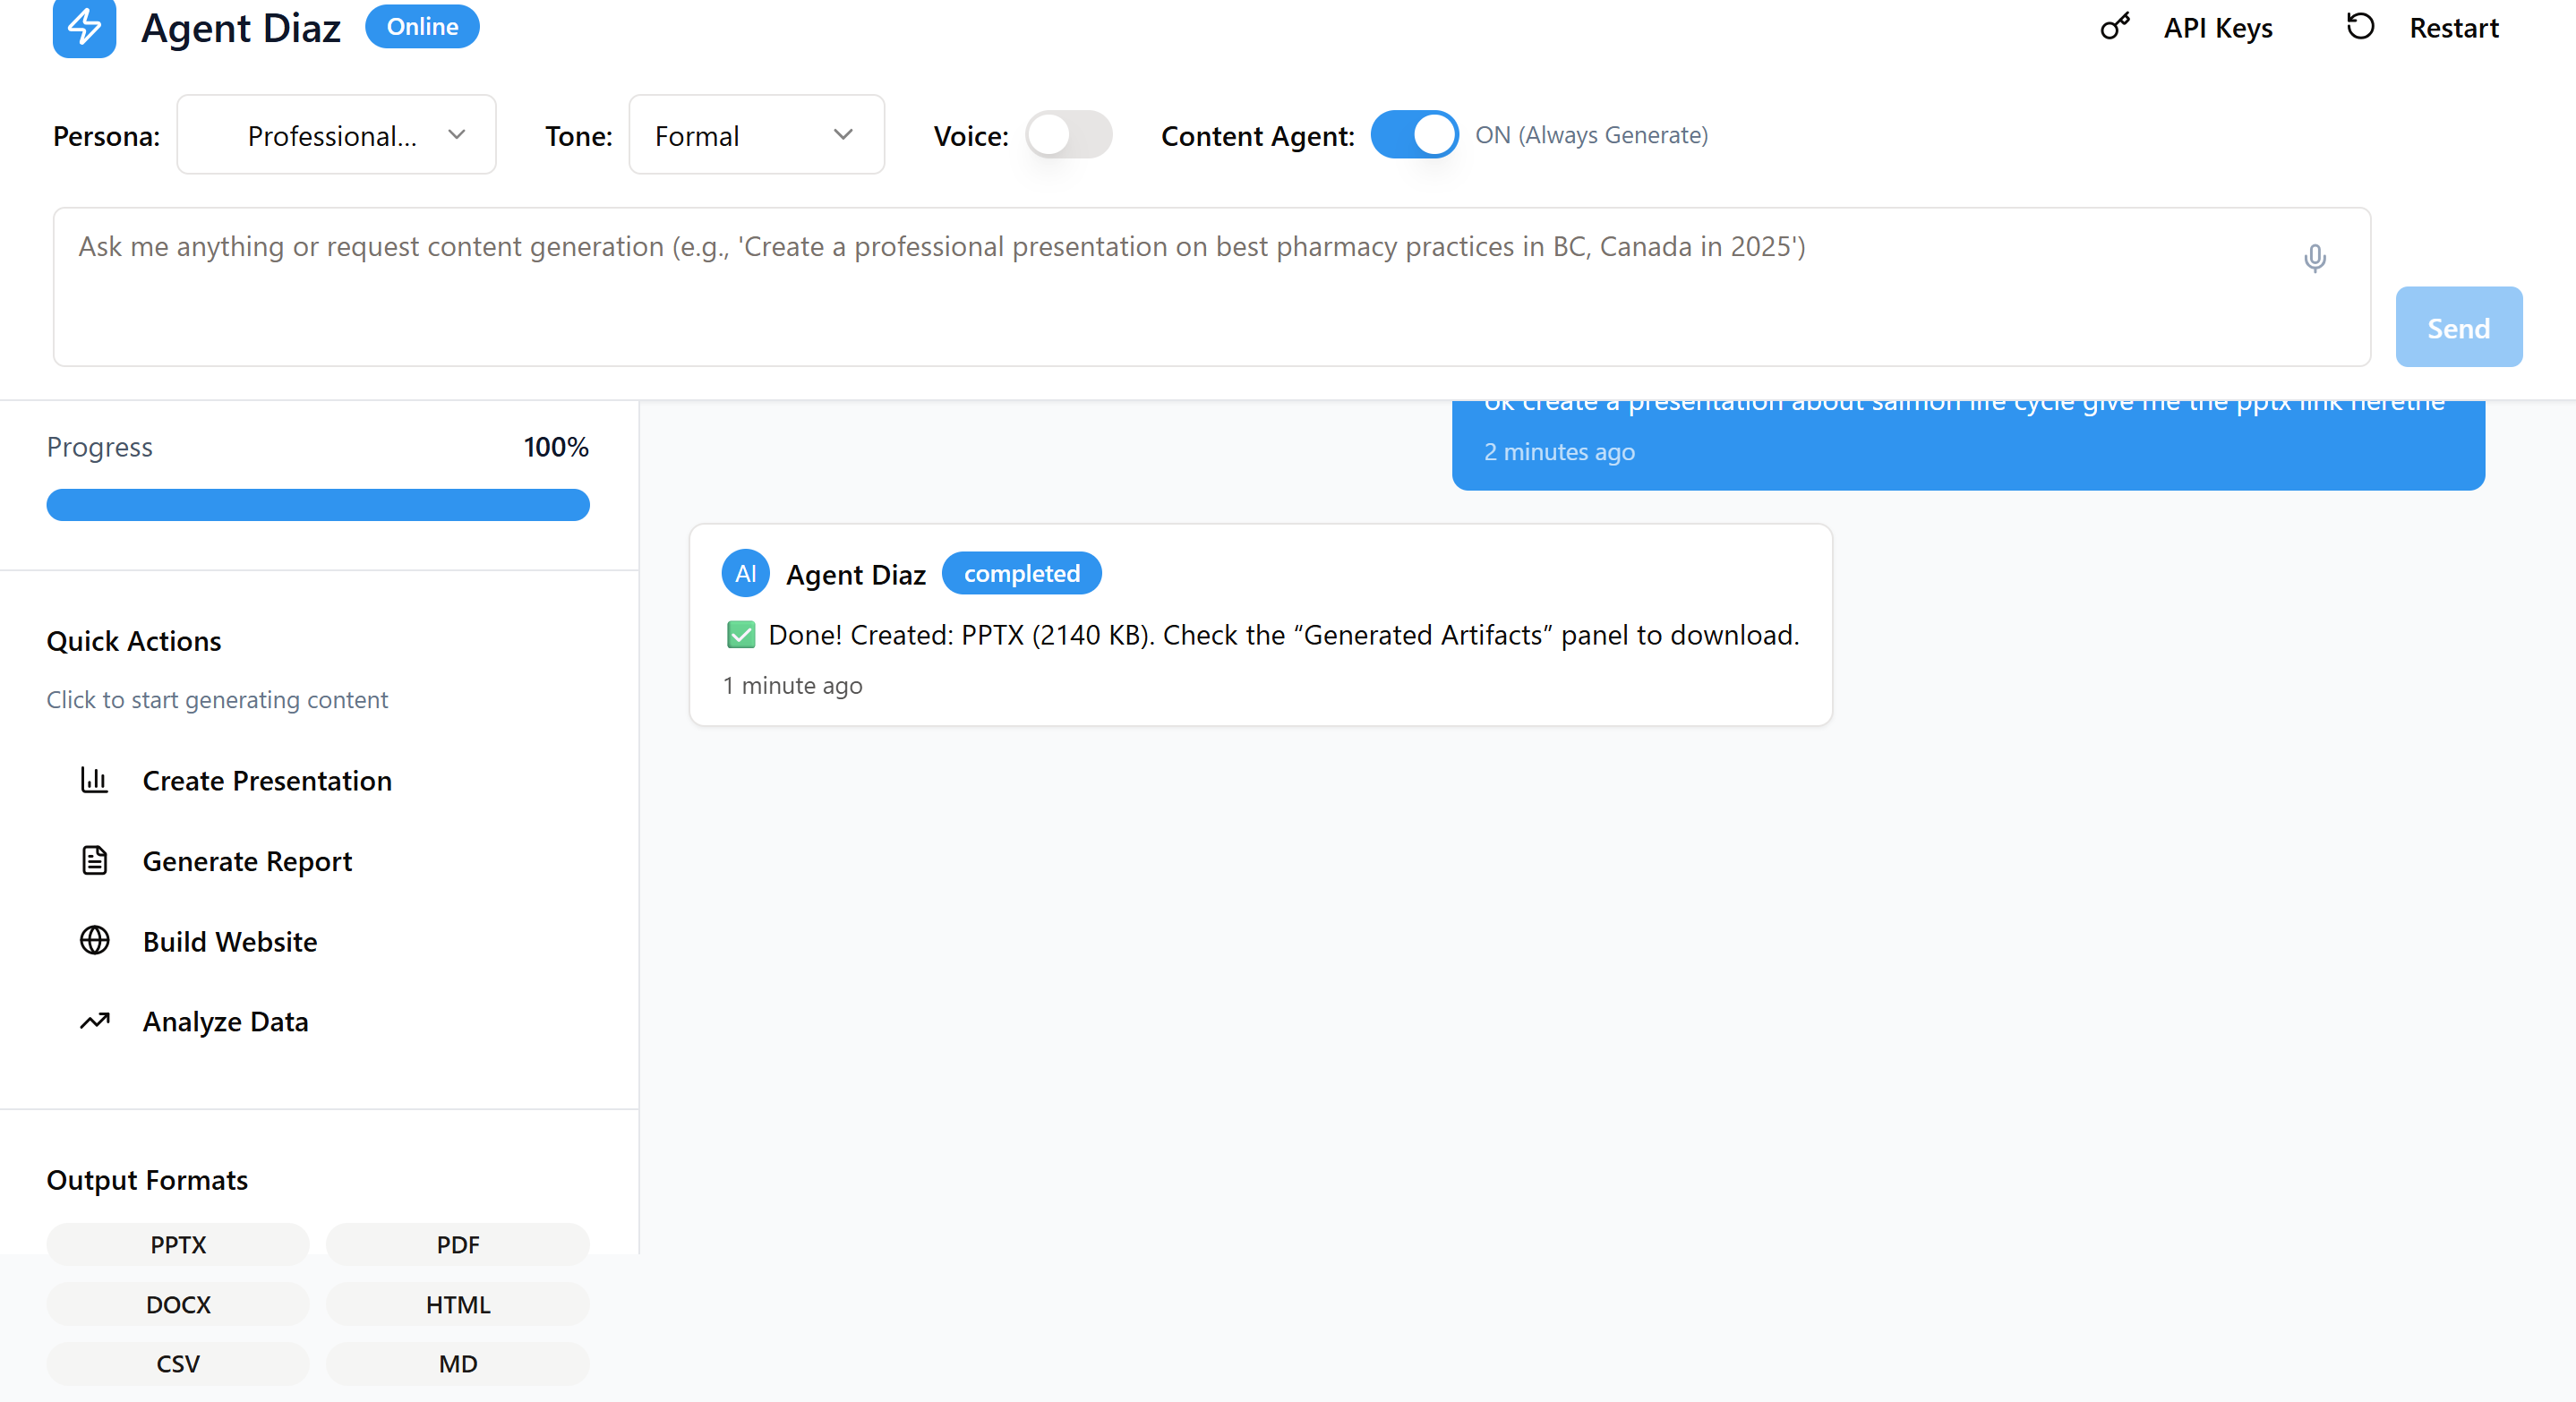 Agent Diaz
Online
API Keys
Restart
Persona:
Professional...
Tone:
Formal
Voice:
Content Agent:
ON (Always Generate)
Ask me anything or request content generation (e.g., 'Create a professional presentation on best pharmacy practices in BC, Canada in 2025')
Send
Progress
100%
Quick Actions
Click to start generating content
Create Presentation
Generate Report
Build Website
Analyze Data
Output Formats
PPTX
PDF
DOCX
HTML
CSV
MD
ok create a presentation about salmon life cycle give me the pptx link
2 minutes ago
AI
Agent Diaz
completed
✅ Done! Created: PPTX (2140 KB). Check the “Generated Artifacts” panel to download.
1 minute ago